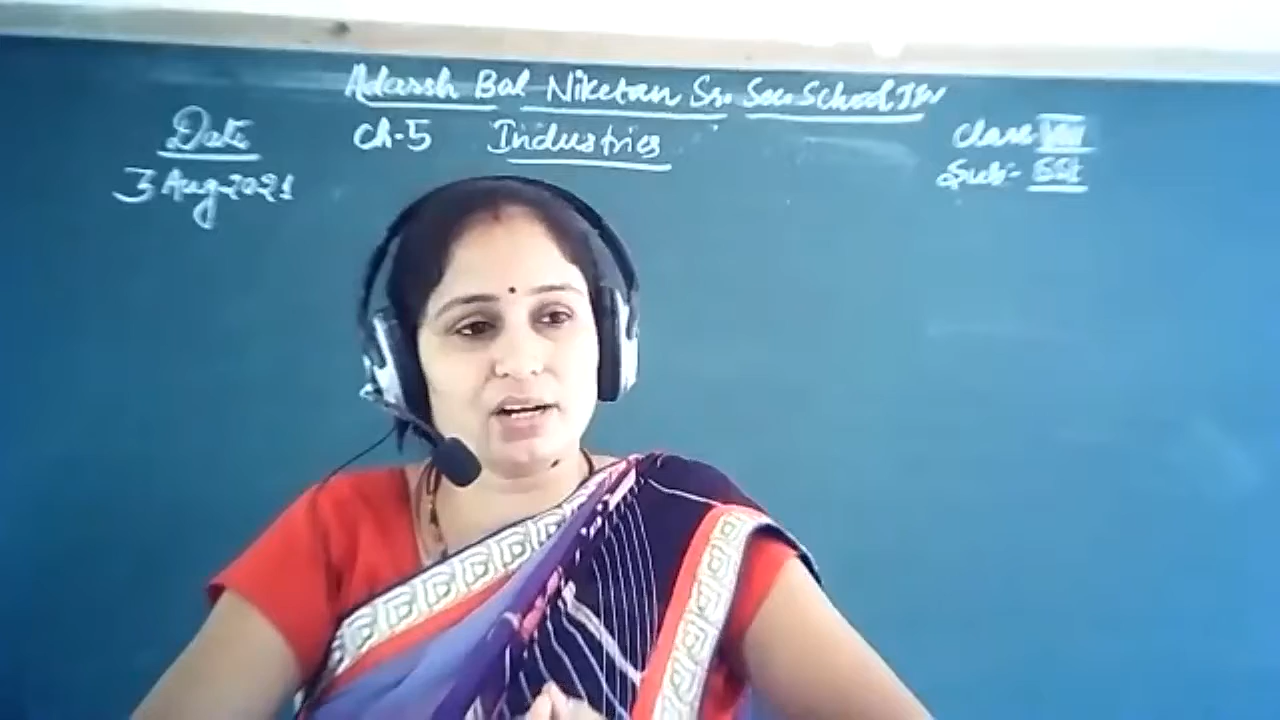 Adarsh Bal Niketan Sr. Sec. School
Date Ch-5 Industries Class VIII
3 Aug 2021 Sub:- SSt